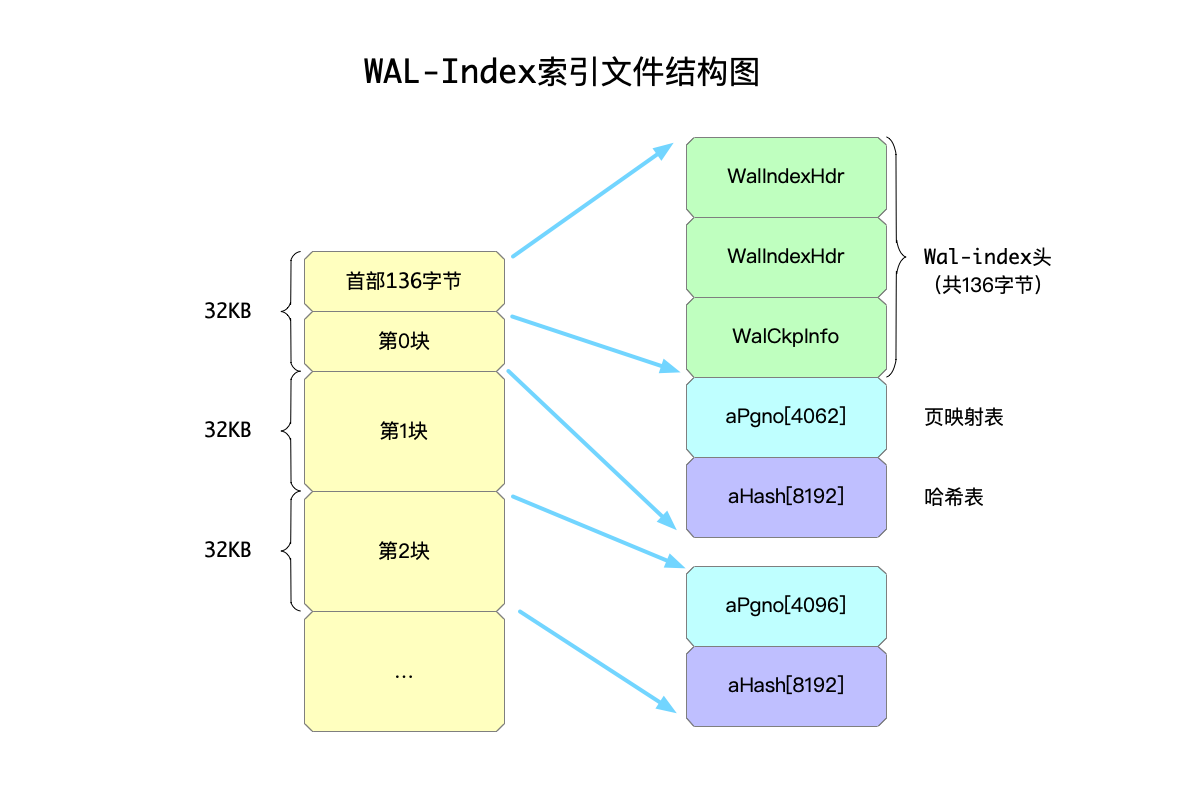 WAL-Index索引文件结构图
32KB
首部136字节
第0块
32KB
第1块
32KB
第2块
...
WalIndexHdr
WalIndexHdr
WalCkpInfo
Wal-index头
（共136字节）
aPgno[4062]
页映射表
aHash[8192]
哈希表
aPgno[4096]
aHash[8192]